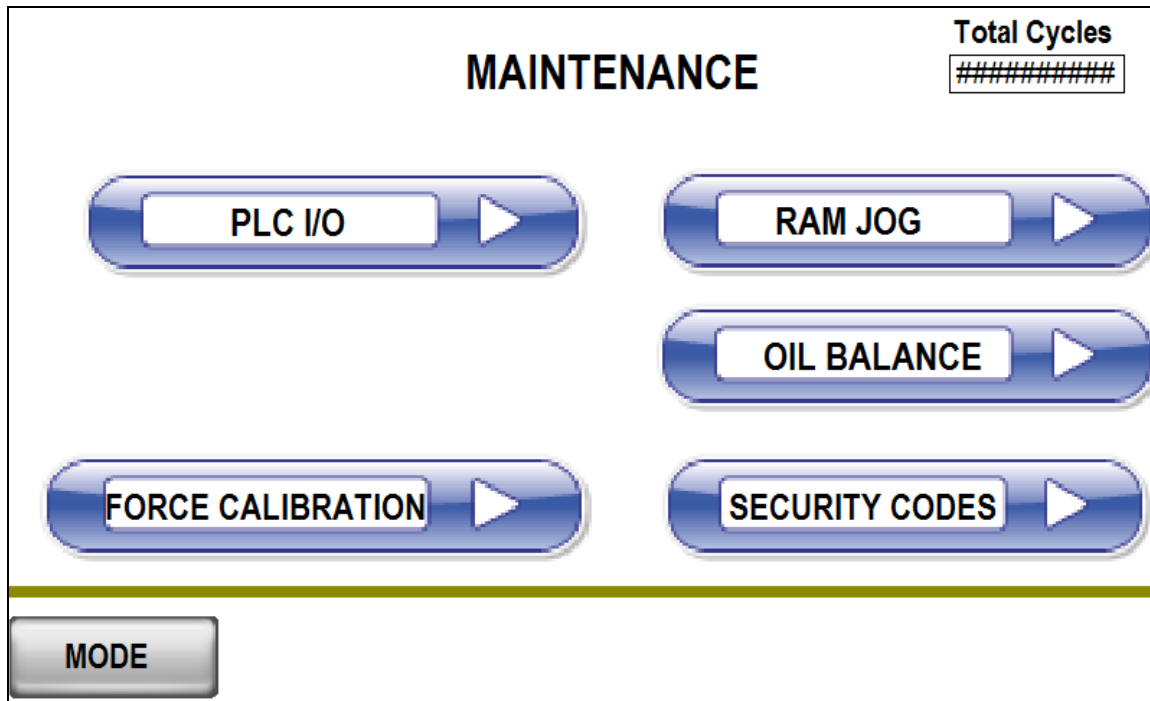 Total Cycles
MAINTENANCE
##########
PLC I/O
RAM JOG
OIL BALANCE
FORCE CALIBRATION
SECURITY CODES
MODE